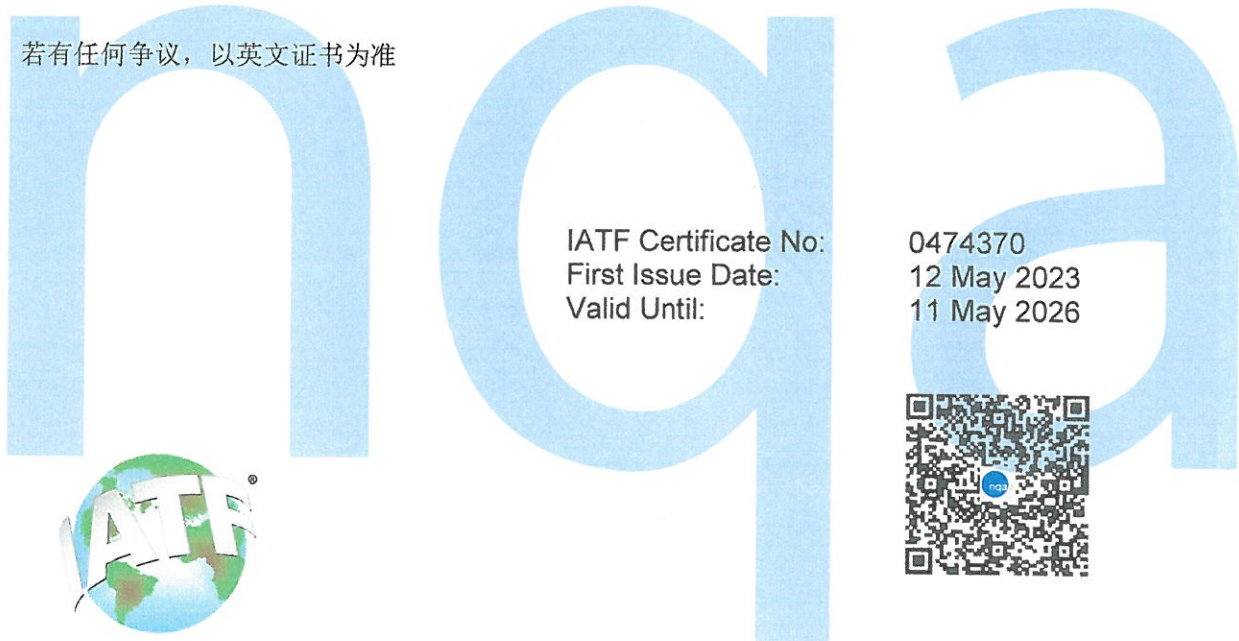 若有任何争议，以英文证书为准
nqa
IATF Certificate No: 0474370
First Issue Date: 12 May 2023
Valid Until: 11 May 2026
IATF®
nqa